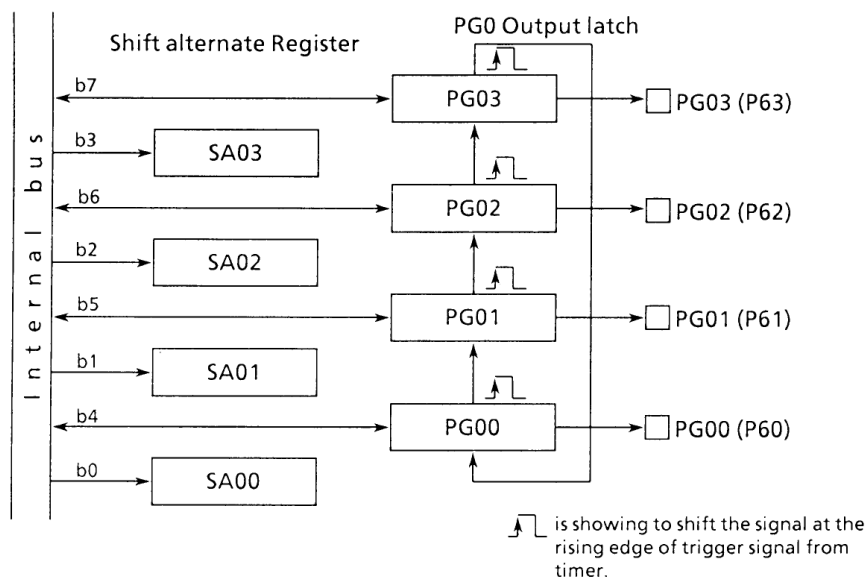 PG0 Output latch
Shift alternate Register
b7
PG03
PG03 (P63)
b3
SA03
b6
PG02
PG02 (P62)
b2
SA02
Internal bus
b5
PG01
PG01 (P61)
b1
SA01
b4
PG00
PG00 (P60)
b0
SA00
is showing to shift the signal at the
rising edge of trigger signal from
timer.